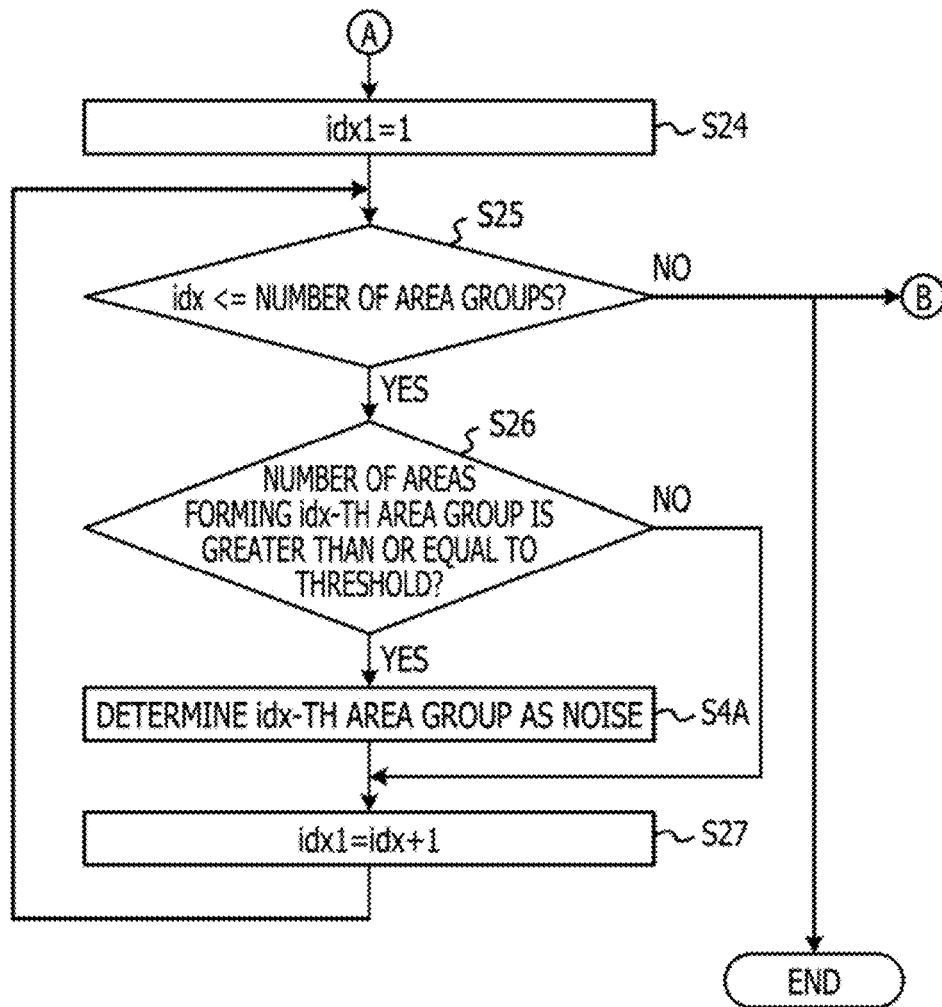 A
idx1=1
S24
S25
idx <= NUMBER OF AREA GROUPS?
NO
B
YES
S26
NUMBER OF AREAS
FORMING idx-TH AREA GROUP IS
GREATER THAN OR EQUAL TO
THRESHOLD?
NO
YES
DETERMINE idx-TH AREA GROUP AS NOISE
S4A
idx1=idx+1
S27
END